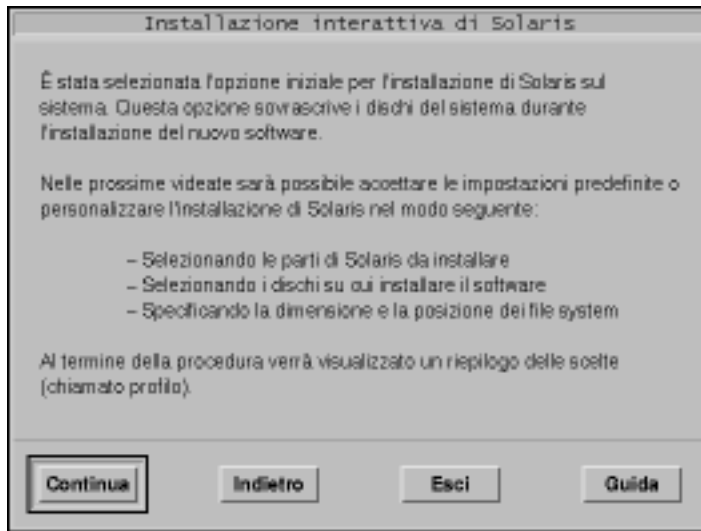 Installazione interattiva di Solaris
È stata selezionata l'opzione iniziale per l'installazione di Solaris sul
sistema. Questa opzione sovrascrive i dischi del sistema durante
l'installazione del nuovo software.
Nelle prossime videate sarà possibile accettare le impostazioni predefinite o
personalizzare l'installazione di Solaris nel modo seguente:
– Selezionando le parti di Solaris da installare
– Selezionando i dischi su cui installare il software
– Specificando la dimensione e la posizione dei file system
Al termine della procedura verrà visualizzato un riepilogo delle scelte
(chiamato profilo).
Continua Indietro Esci Guida